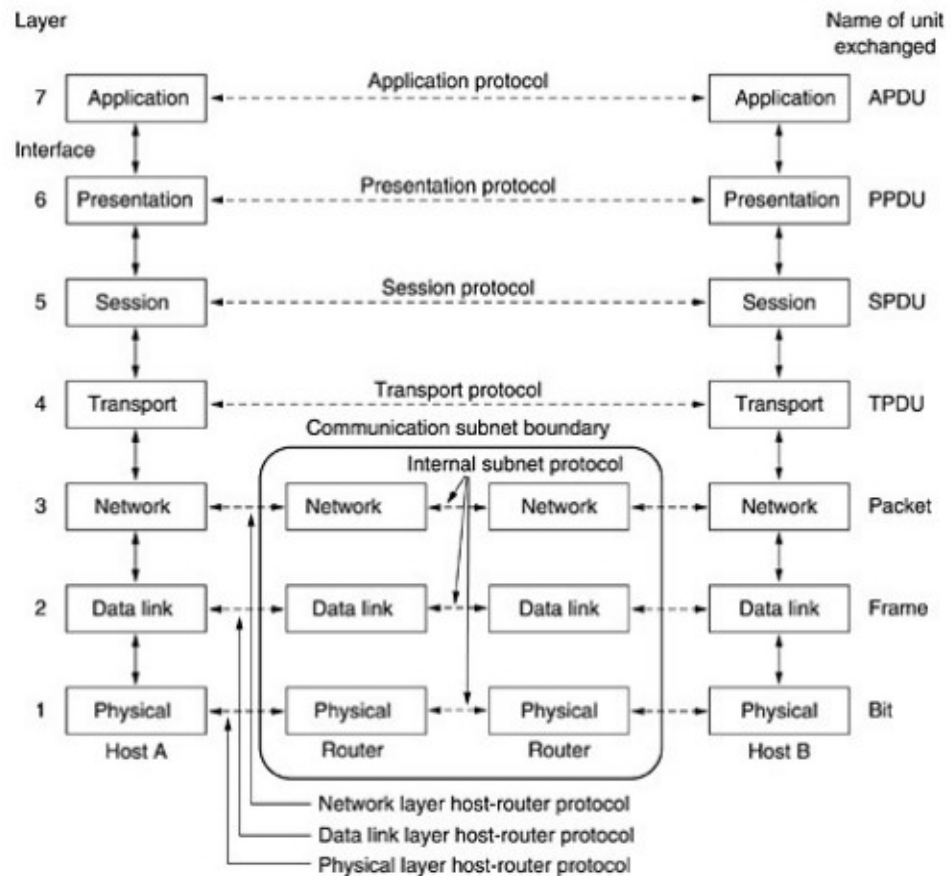 Layer
Name of unit
exchanged
Application protocol
7 Application Application APDU
Interface
Presentation protocol
6 Presentation Presentation PPDU
Session protocol
5 Session Session SPDU
Transport protocol
4 Transport Transport TPDU
Communication subnet boundary
Internal subnet protocol
3 Network Network Network Network Packet
2 Data link Data link Data link Data link Frame
1 Physical Physical Physical Physical Bit
Host A Router Router Host B
Network layer host-router protocol
Data link layer host-router protocol
Physical layer host-router protocol